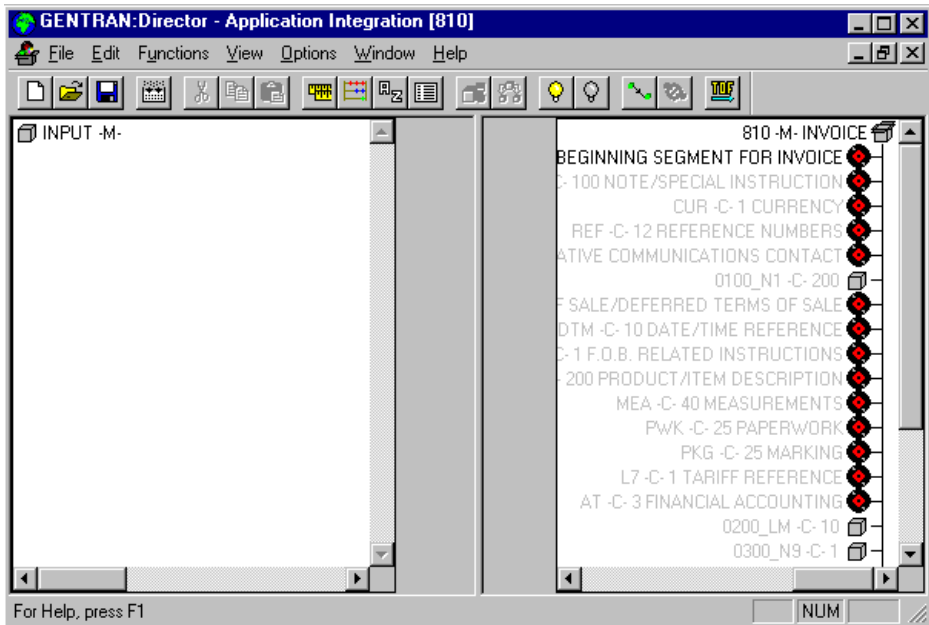 GENTRAN:Director - Application Integration [810]
File Edit Functions View Options Window Help
A Z
TOF
INPUT -M-
810 -M- INVOICE
BEGINNING SEGMENT FOR INVOICE
C- 100 NOTE/SPECIAL INSTRUCTION
CUR -C- 1 CURRENCY
REF -C- 12 REFERENCE NUMBERS
ATIVE COMMUNICATIONS CONTACT
0100_N1 -C- 200
F SALE/DEFERRED TERMS OF SALE
DTM -C- 10 DATE/TIME REFERENCE
C- 1 F.O.B. RELATED INSTRUCTIONS
- 200 PRODUCT/ITEM DESCRIPTION
MEA -C- 40 MEASUREMENTS
PWK -C- 25 PAPERWORK
PKG -C- 25 MARKING
L7 -C- 1 TARIFF REFERENCE
AT -C- 3 FINANCIAL ACCOUNTING
0200_LM -C- 10
0300_N9 -C- 1
For Help, press F1
NUM